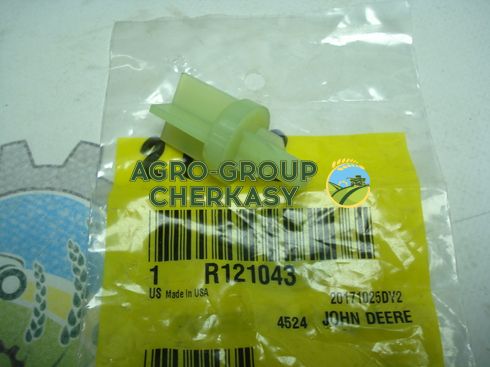 AGRO-GROUP
CHERKASY
1 R121043
US Made in USA
20171025DY2
4524 JOHN DEERE